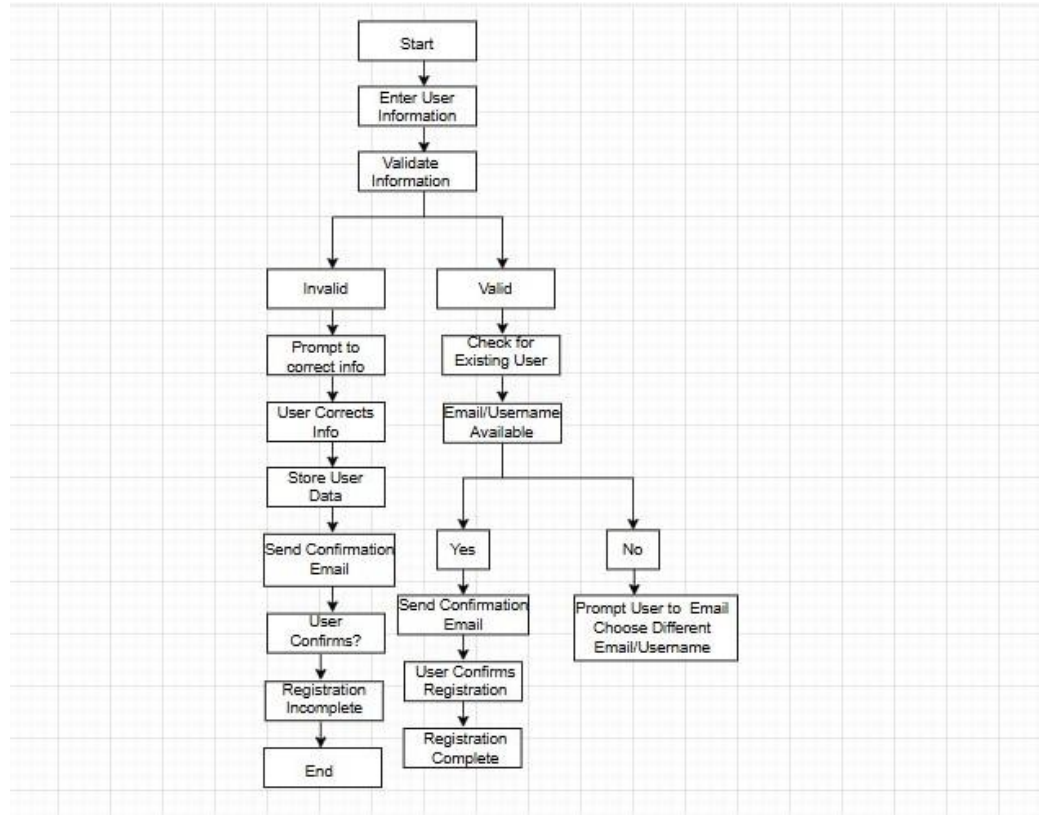 Start
Enter User
Information
Validate
Information
Invalid
Valid
Prompt to
correct info
Check for
Existing User
User Corrects
Info
Email/Username
Available
Store User
Data
Send Confirmation
Email
Yes
No
User
Confirms?
Send Confirmation
Email
Prompt User to Email
Choose Different
Email/Username
Registration
Incomplete
User Confirms
Registration
End
Registration
Complete